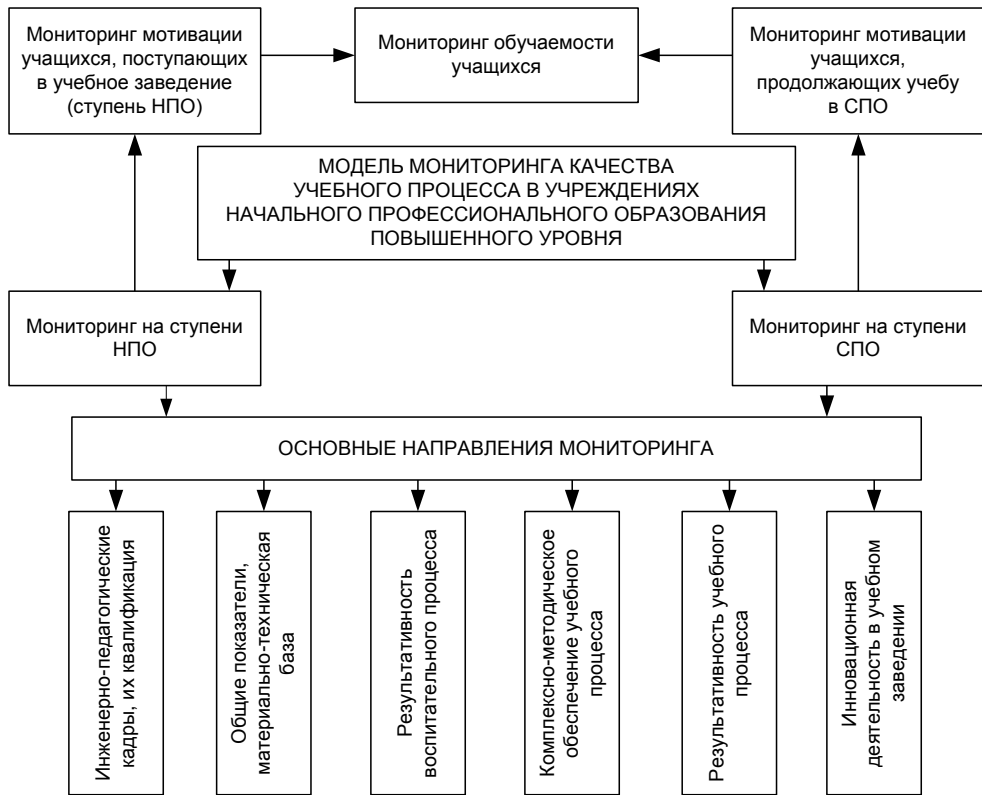 Мониторинг мотивации
учащихся, поступающих
в учебное заведение
(ступень НПО)
Мониторинг обучаемости
учащихся
Мониторинг мотивации
учащихся,
продолжающих учебу
в СПО
МОДЕЛЬ МОНИТОРИНГА КАЧЕСТВА
УЧЕБНОГО ПРОЦЕССА В УЧРЕЖДЕНИЯХ
НАЧАЛЬНОГО ПРОФЕССИОНАЛЬНОГО ОБРАЗОВАНИЯ
ПОВЫШЕННОГО УРОВНЯ
Мониторинг на ступени
НПО
Мониторинг на ступени
СПО
ОСНОВНЫЕ НАПРАВЛЕНИЯ МОНИТОРИНГА
Инженерно-педагогические
кадры, их квалификация
Общие показатели,
материально-техническая
база
Результативность
воспитательного процесса
Комплексно-методическое
обеспечение учебного
процесса
Результативность учебного
процесса
Инновационная
деятельность в учебном
заведении